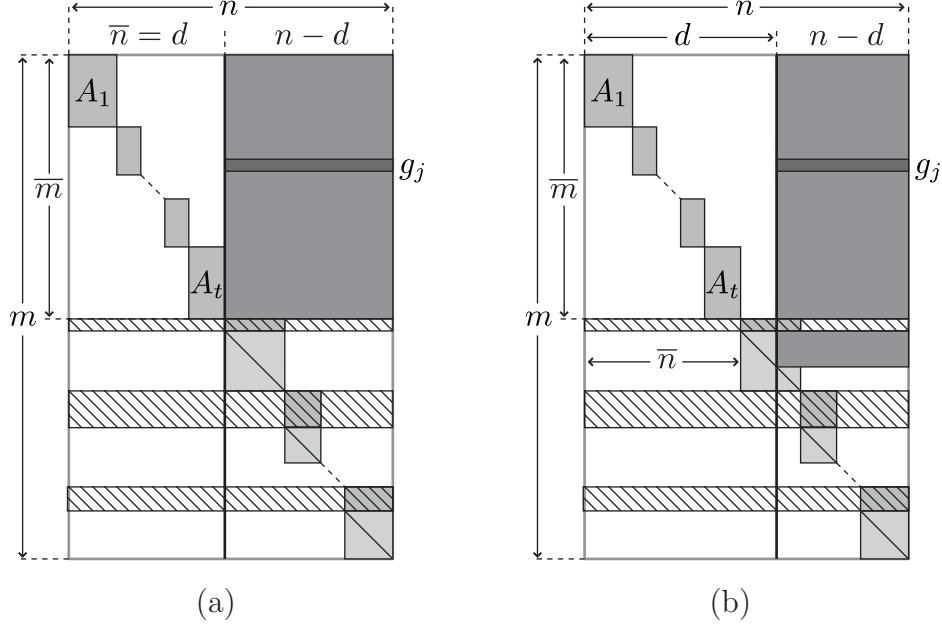 n n
n̅ = d n − d d n − d
A₁ A₁
g_j g_j
m̅ m̅
A_t A_t
m m
n̅
(a) (b)